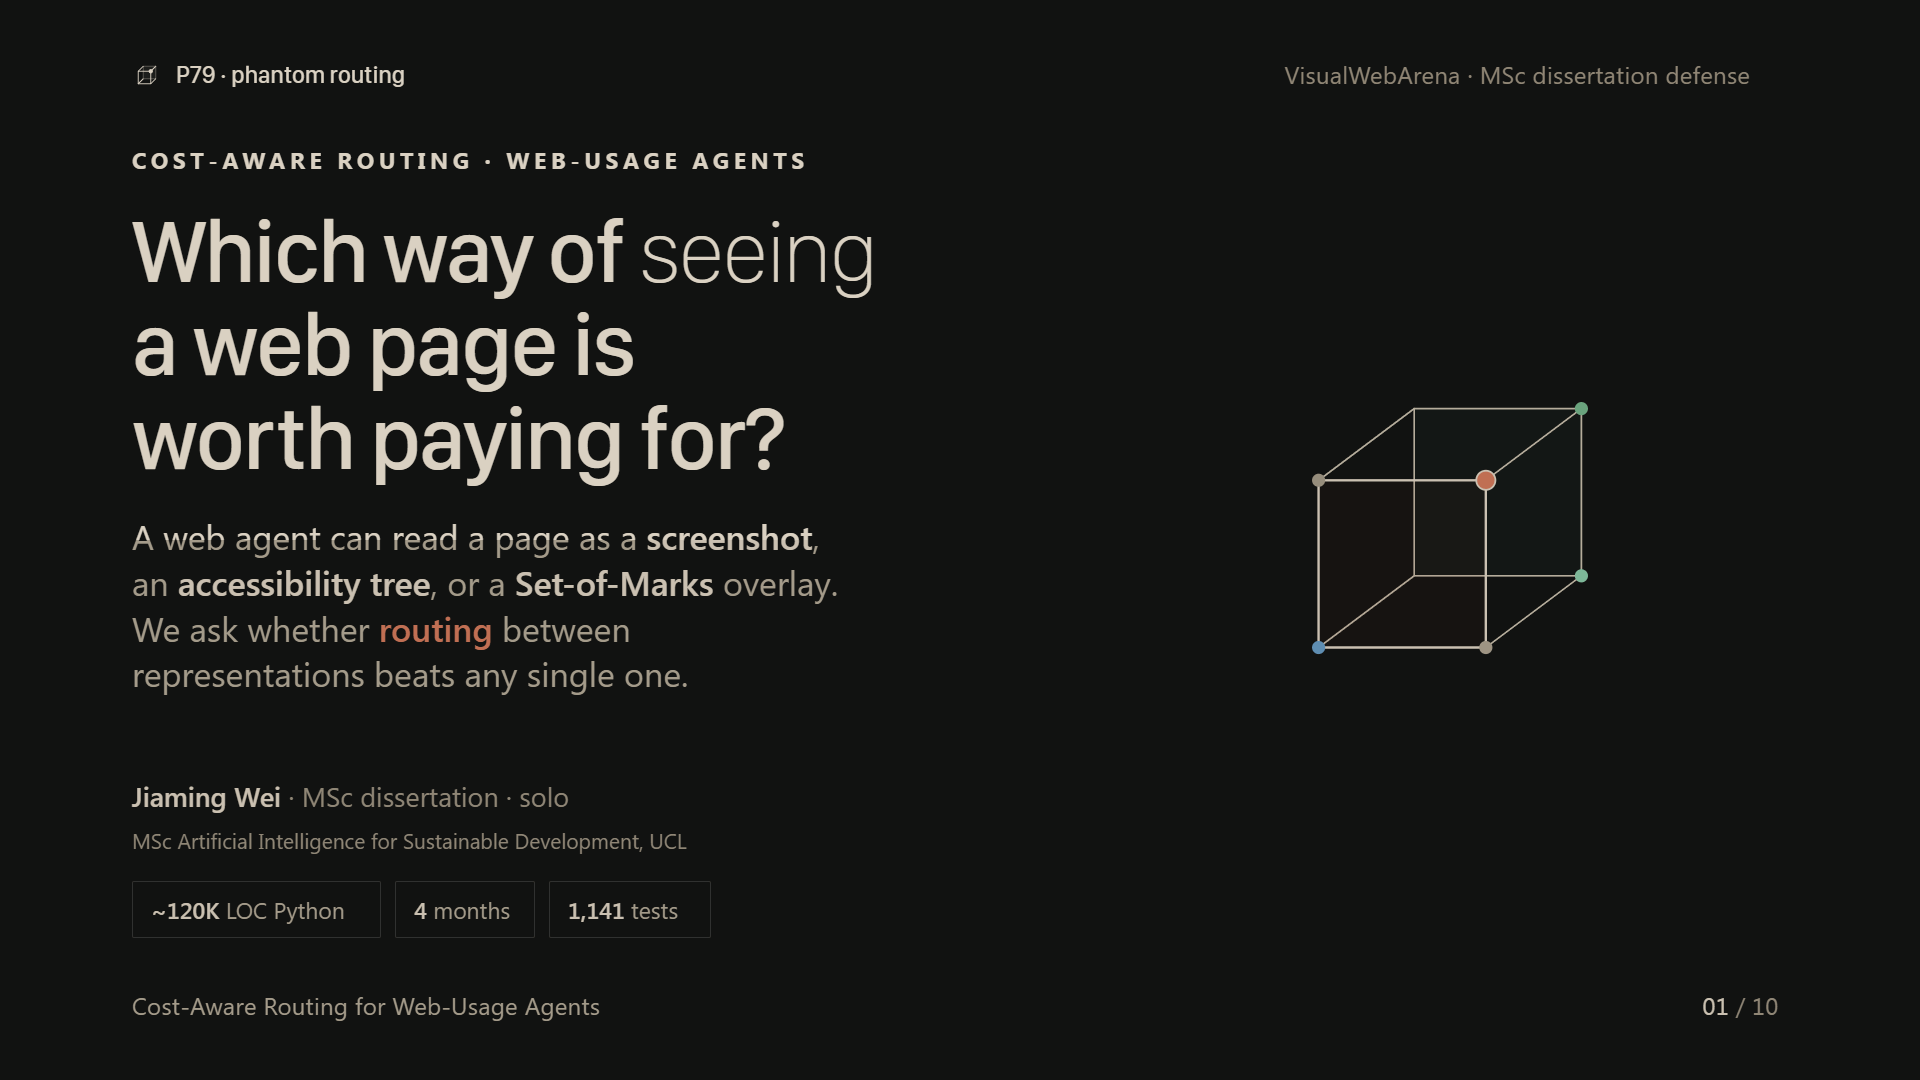 P79 · phantom routing
VisualWebArena · MSc dissertation defense
COST-AWARE ROUTING · WEB-USAGE AGENTS
Which way of seeing
a web page is
worth paying for?
A web agent can read a page as a screenshot,
an accessibility tree, or a Set-of-Marks overlay.
We ask whether routing between
representations beats any single one.
Jiaming Wei · MSc dissertation · solo
MSc Artificial Intelligence for Sustainable Development, UCL
~120K LOC Python
4 months
1,141 tests
Cost-Aware Routing for Web-Usage Agents
01 / 10